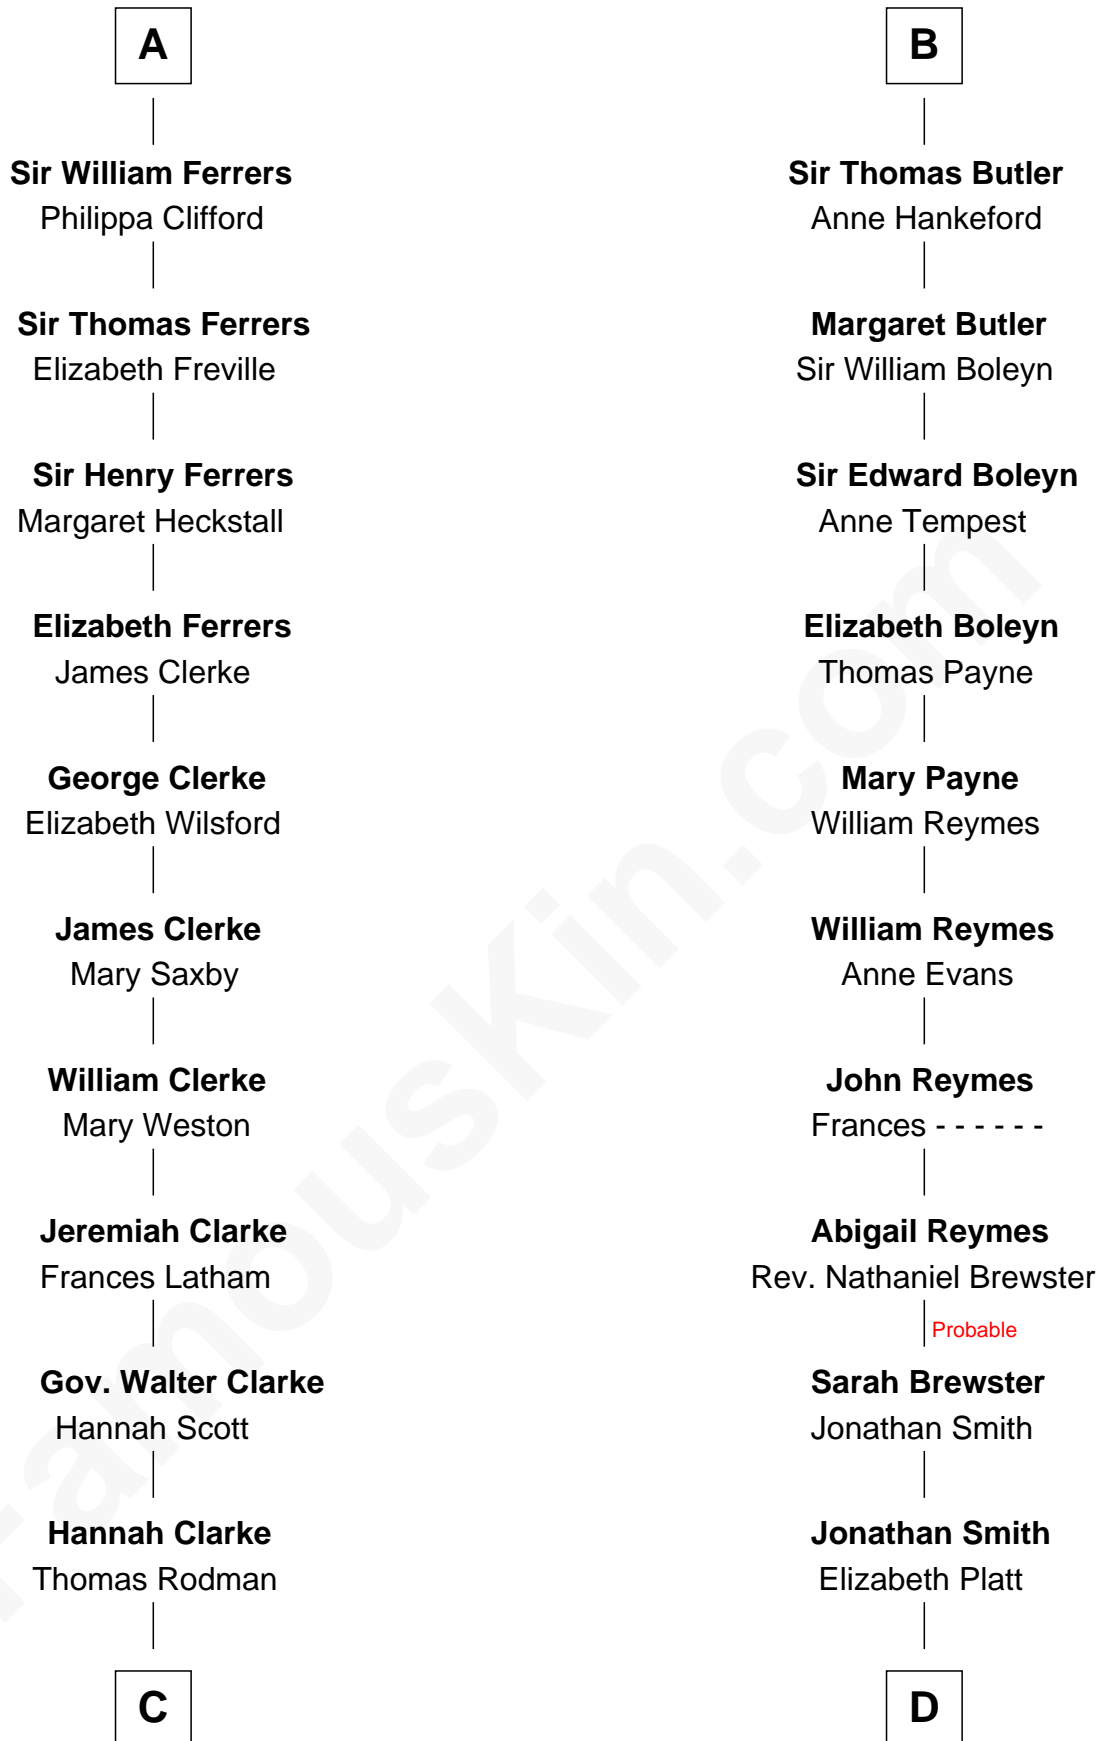 A
Sir William Ferrers
Philippa Clifford
Sir Thomas Ferrers
Elizabeth Freville
Sir Henry Ferrers
Margaret Heckstall
Elizabeth Ferrers
James Clerke
George Clerke
Elizabeth Wilsford
James Clerke
Mary Saxby
William Clerke
Mary Weston
Jeremiah Clarke
Frances Latham
Gov. Walter Clarke
Hannah Scott
Hannah Clarke
Thomas Rodman
C
B
Sir Thomas Butler
Anne Hankeford
Margaret Butler
Sir William Boleyn
Sir Edward Boleyn
Anne Tempest
Elizabeth Boleyn
Thomas Payne
Mary Payne
William Reymes
William Reymes
Anne Evans
John Reymes
Frances - - - - - -
Abigail Reymes
Rev. Nathaniel Brewster
Probable
Sarah Brewster
Jonathan Smith
Jonathan Smith
Elizabeth Platt
D
FamousKin.com